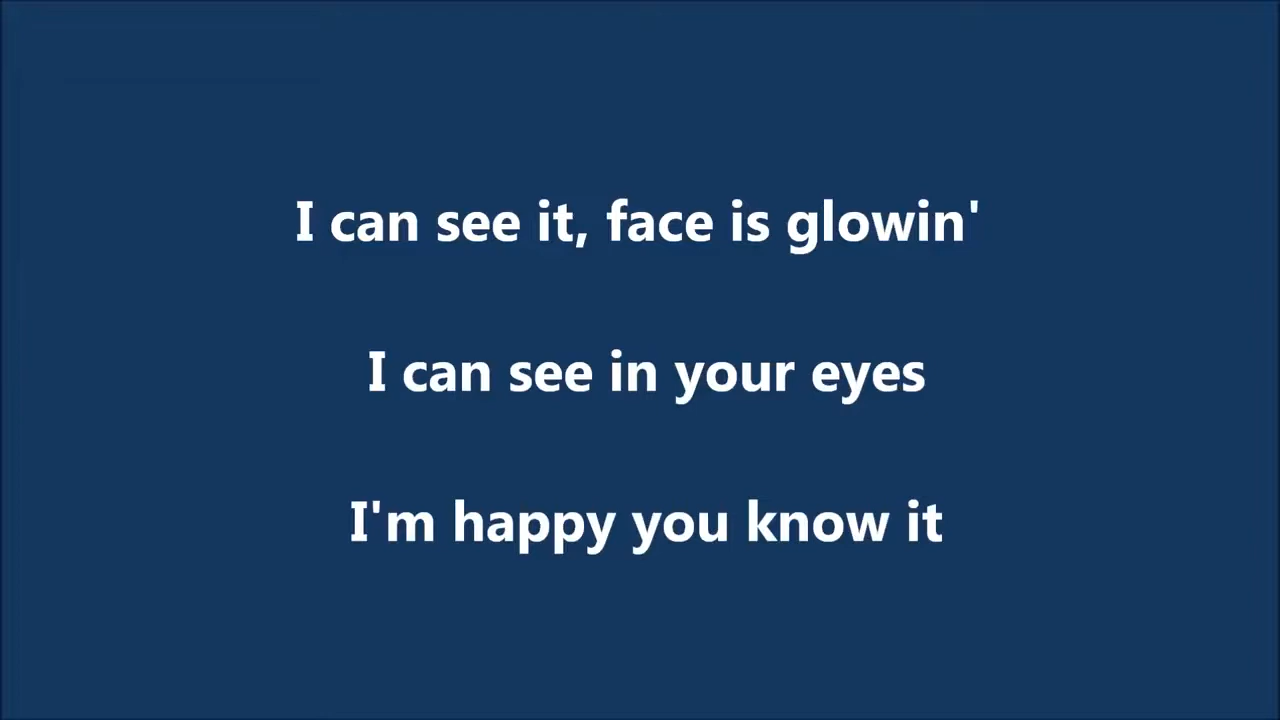 I can see it, face is glowin'
I can see in your eyes
I'm happy you know it